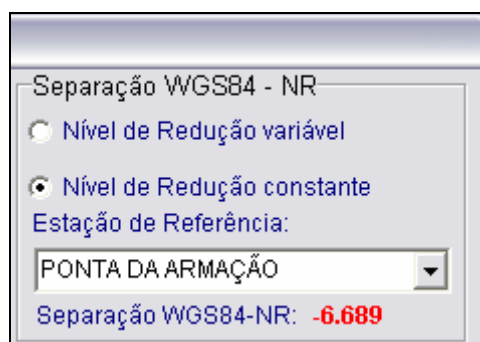 Separação WGS84 - NR
Nível de Redução variável
Nível de Redução constante
Estação de Referência:
PONTA DA ARMAÇÃO
Separação WGS84-NR: -6.689